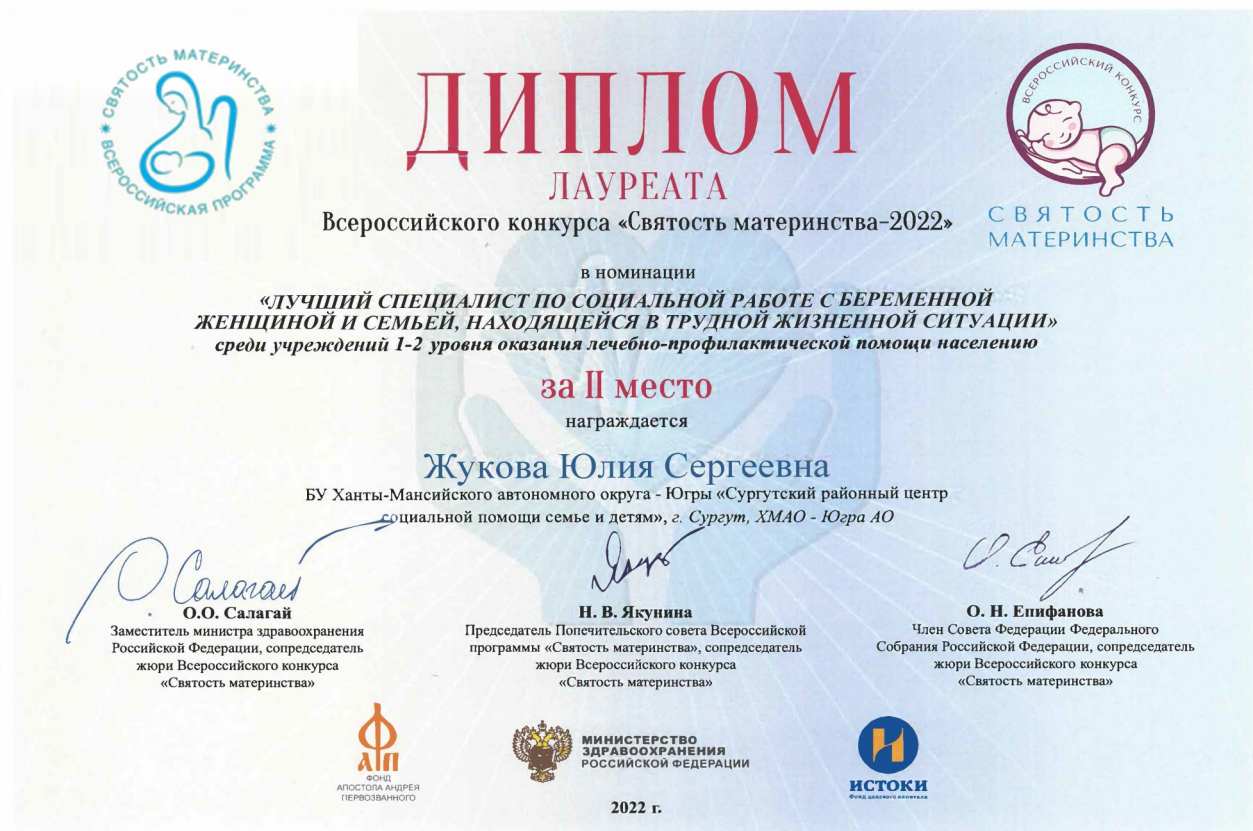 СВЯТОСТЬ МАТЕРИНСТВА
ВСЕРОССИЙСКАЯ ПРОГРАММА
ДИПЛОМ
ЛАУРЕАТА
Всероссийского конкурса «Святость материнства-2022»
ВСЕРОССИЙСКИЙ КОНКУРС
СВЯТОСТЬ
МАТЕРИНСТВА
в номинации
«ЛУЧШИЙ СПЕЦИАЛИСТ ПО СОЦИАЛЬНОЙ РАБОТЕ С БЕРЕМЕННОЙ
ЖЕНЩИНОЙ И СЕМЬЕЙ, НАХОДЯЩЕЙСЯ В ТРУДНОЙ ЖИЗНЕННОЙ СИТУАЦИИ»
среди учреждений 1-2 уровня оказания лечебно-профилактической помощи населению
за II место
награждается
Жукова Юлия Сергеевна
БУ Ханты-Мансийского автономного округа - Югры «Сургутский районный центр
социальной помощи семье и детям», г. Сургут, ХМАО - Югра АО
О.О. Салагай
Заместитель министра здравоохранения
Российской Федерации, сопредседатель
жюри Всероссийского конкурса
«Святость материнства»
Н. В. Якунина
Председатель Попечительского совета Всероссийской
программы «Святость материнства», сопредседатель
жюри Всероссийского конкурса
«Святость материнства»
О. Н. Епифанова
Член Совета Федерации Федерального
Собрания Российской Федерации, сопредседатель
жюри Всероссийского конкурса
«Святость материнства»
ФОНД
АПОСТОЛА АНДРЕЯ
ПЕРВОЗВАННОГО
МИНИСТЕРСТВО
ЗДРАВООХРАНЕНИЯ
РОССИЙСКОЙ ФЕДЕРАЦИИ
ИСТОКИ
Фонд целевого капитала
2022 г.